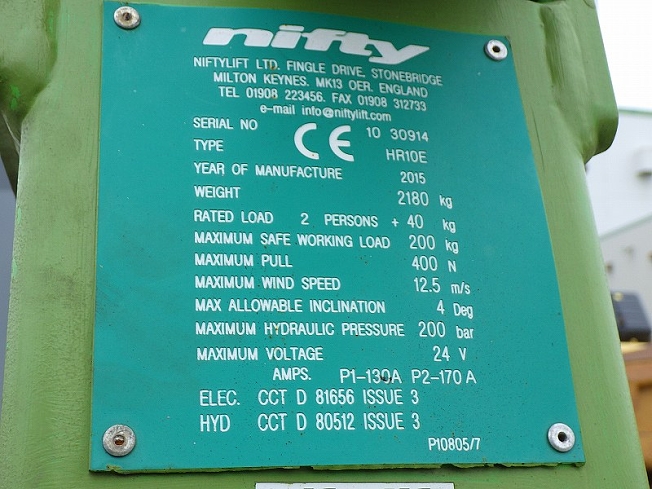 nifty
NIFTYLIFT LTD. FINGLE DRIVE, STONEBRIDGE
MILTON KEYNES. MK13 OER. ENGLAND
TEL 01908 223456. FAX 01908 312733
e-mail info@niftylift.com
SERIAL NO CE 10 30914
TYPE HR10E
YEAR OF MANUFACTURE 2015
WEIGHT 2180 kg
RATED LOAD 2 PERSONS + 40 kg
MAXIMUM SAFE WORKING LOAD 200 kg
MAXIMUM PULL 400 N
MAXIMUM WIND SPEED 12.5 m/s
MAX ALLOWABLE INCLINATION 4 Deg
MAXIMUM HYDRAULIC PRESSURE 200 bar
MAXIMUM VOLTAGE 24 V
AMPS. P1-130A P2-170 A
ELEC. CCT D 81656 ISSUE 3
HYD CCT D 80512 ISSUE 3
P10805/7